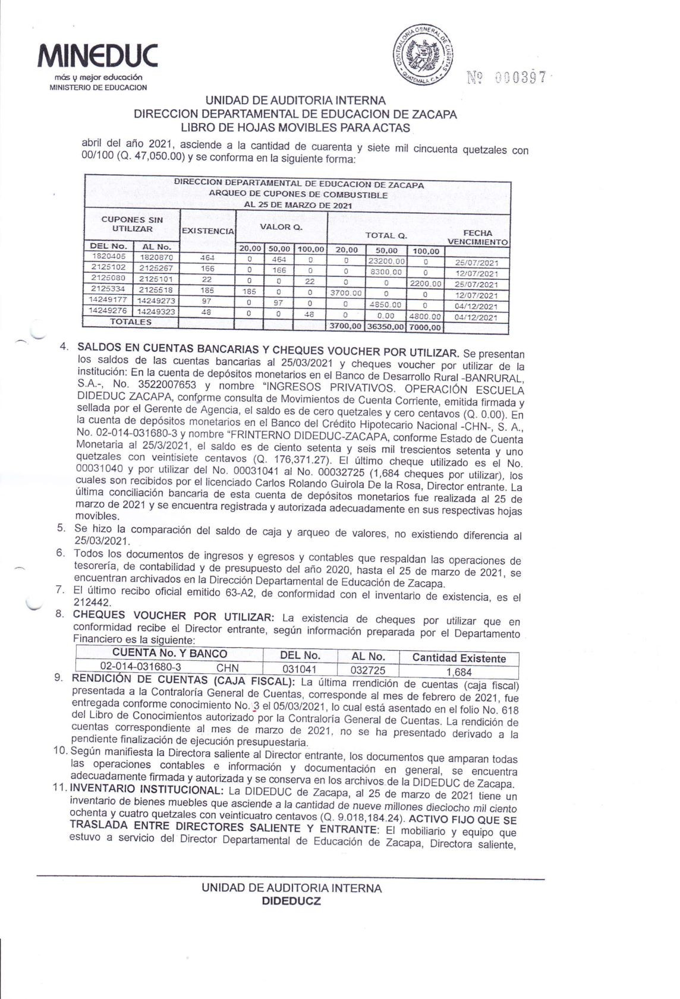 MINEDUC
más y mejor educación
MINISTERIO DE EDUCACION
CONTRALORIA GENERAL DE CUENTAS
GUATEMALA, C.A.
Nº 000397
UNIDAD DE AUDITORIA INTERNA
DIRECCION DEPARTAMENTAL DE EDUCACION DE ZACAPA
LIBRO DE HOJAS MOVIBLES PARA ACTAS
abril del año 2021, asciende a la cantidad de cuarenta y siete mil cincuenta quetzales con
00/100 (Q. 47,050.00) y se conforma en la siguiente forma:
DIRECCION DEPARTAMENTAL DE EDUCACION DE ZACAPA
ARQUEO DE CUPONES DE COMBUSTIBLE
AL 25 DE MARZO DE 2021
CUPONES SIN UTILIZAR EXISTENCIA VALOR Q. TOTAL Q. FECHA VENCIMIENTO
DEL No. AL No. 20,00 50,00 100,00 20,00 50,00 100,00
1820405 1820870 464 0 464 0 0 23200.00 0 25/07/2021
2125102 2125267 166 0 166 0 0 8300.00 0 12/07/2021
2125080 2125101 22 0 0 22 0 0 2200.00 25/07/2021
2125334 2125518 185 185 0 0 3700.00 0 0 12/07/2021
14249177 14249273 97 0 97 0 0 4850.00 0 04/12/2021
14249276 14249323 48 0 0 48 0 0.00 4800.00 04/12/2021
TOTALES 3700,00 36350,00 7000,00
4. SALDOS EN CUENTAS BANCARIAS Y CHEQUES VOUCHER POR UTILIZAR. Se presentan
los saldos de las cuentas bancarias al 25/03/2021 y cheques voucher por utilizar de la
institución: En la cuenta de depósitos monetarios en el Banco de Desarrollo Rural -BANRURAL,
S.A.-, No. 3522007653 y nombre “INGRESOS PRIVATIVOS. OPERACIÓN ESCUELA
DIDEDUC ZACAPA, conforme consulta de Movimientos de Cuenta Corriente, emitida firmada y
sellada por el Gerente de Agencia, el saldo es de cero quetzales y cero centavos (Q. 0.00). En
la cuenta de depósitos monetarios en el Banco del Crédito Hipotecario Nacional -CHN-, S. A.,
No. 02-014-031680-3 y nombre “FRINTERNO DIDEDUC-ZACAPA, conforme Estado de Cuenta
Monetaria al 25/3/2021, el saldo es de ciento setenta y seis mil trescientos setenta y uno
quetzales con veintisiete centavos (Q. 176,371.27). El último cheque utilizado es el No.
00031040 y por utilizar del No. 00031041 al No. 00032725 (1,684 cheques por utilizar), los
cuales son recibidos por el licenciado Carlos Rolando Guirola De la Rosa, Director entrante. La
última conciliación bancaria de esta cuenta de depósitos monetarios fue realizada al 25 de
marzo de 2021 y se encuentra registrada y autorizada adecuadamente en sus respectivas hojas
movibles.
5. Se hizo la comparación del saldo de caja y arqueo de valores, no existiendo diferencia al
25/03/2021.
6. Todos los documentos de ingresos y egresos y contables que respaldan las operaciones de
tesorería, de contabilidad y de presupuesto del año 2020, hasta el 25 de marzo de 2021, se
encuentran archivados en la Dirección Departamental de Educación de Zacapa.
7. El último recibo oficial emitido 63-A2, de conformidad con el inventario de existencia, es el
212442.
8. CHEQUES VOUCHER POR UTILIZAR: La existencia de cheques por utilizar que en
conformidad recibe el Director entrante, según información preparada por el Departamento
Financiero es la siguiente:
CUENTA No. Y BANCO DEL No. AL No. Cantidad Existente
02-014-031680-3 CHN 031041 032725 1,684
9. RENDICIÓN DE CUENTAS (CAJA FISCAL): La última rrendición de cuentas (caja fiscal)
presentada a la Contraloría General de Cuentas, corresponde al mes de febrero de 2021, fue
entregada conforme conocimiento No. 3 el 05/03/2021, lo cual está asentado en el folio No. 618
del Libro de Conocimientos autorizado por la Contraloría General de Cuentas. La rendición de
cuentas correspondiente al mes de marzo de 2021, no se ha presentado derivado a la
pendiente finalización de ejecución presupuestaria.
10. Según manifiesta la Directora saliente al Director entrante, los documentos que amparan todas
las operaciones contables e información y documentación en general, se encuentra
adecuadamente firmada y autorizada y se conserva en los archivos de la DIDEDUC de Zacapa.
11. INVENTARIO INSTITUCIONAL: La DIDEDUC de Zacapa, al 25 de marzo de 2021 tiene un
inventario de bienes muebles que asciende a la cantidad de nueve millones dieciocho mil ciento
ochenta y cuatro quetzales con veinticuatro centavos (Q. 9.018,184.24). ACTIVO FIJO QUE SE
TRASLADA ENTRE DIRECTORES SALIENTE Y ENTRANTE: El mobiliario y equipo que
estuvo a servicio del Director Departamental de Educación de Zacapa, Directora saliente,
UNIDAD DE AUDITORIA INTERNA
DIDEDUCZ